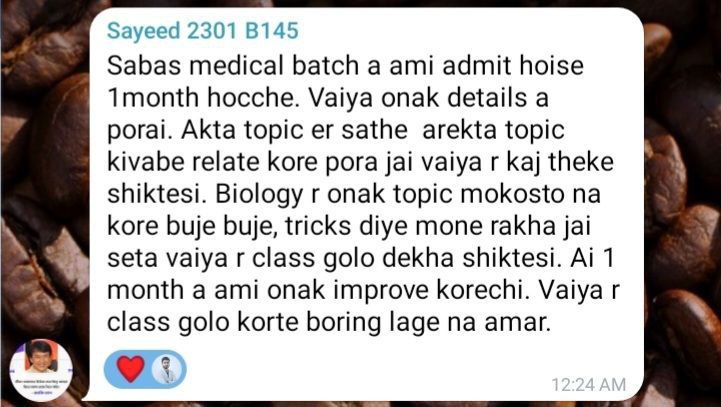 Sayeed 2301 B145
Sabas medical batch a ami admit hoise
1month hocche. Vaiya onak details a
porai. Akta topic er sathe arekta topic
kivabe relate kore pora jai vaiya r kaj theke
shiktesi. Biology r onak topic mokosto na
kore buje buje, tricks diye mone rakha jai
seta vaiya r class golo dekha shiktesi. Ai 1
month a ami onak improve korechi. Vaiya r
class golo korte boring lage na amar.
12:24 AM